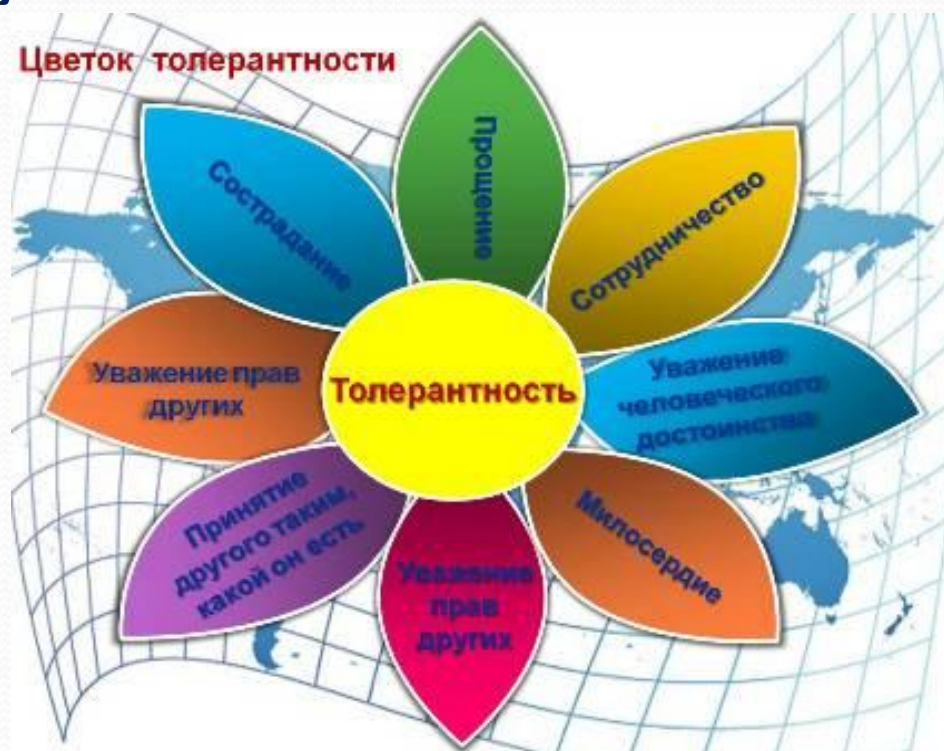 Цветок толерантности
Прощение
Сотрудничество
Уважение
человеческого
достоинства
Милосердие
Уважение
прав
других
Принятие
другого таким,
какой он есть
Уважение прав
других
Сострадание
Толерантность